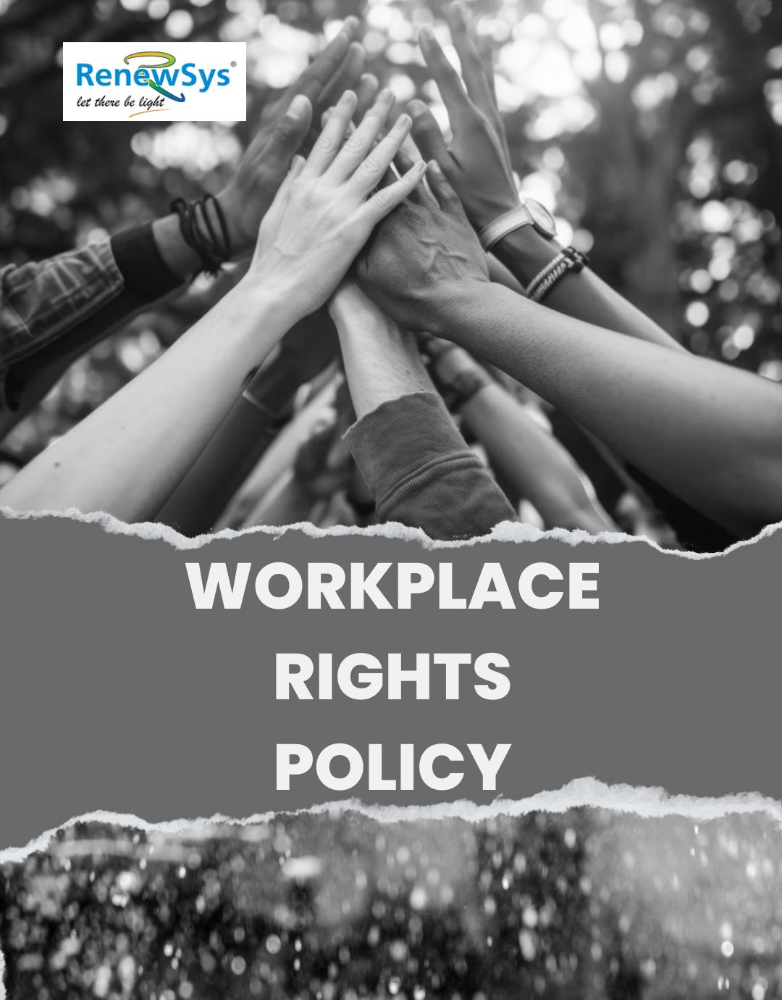 RenewSys®
let there be light
WORKPLACE
RIGHTS
POLICY